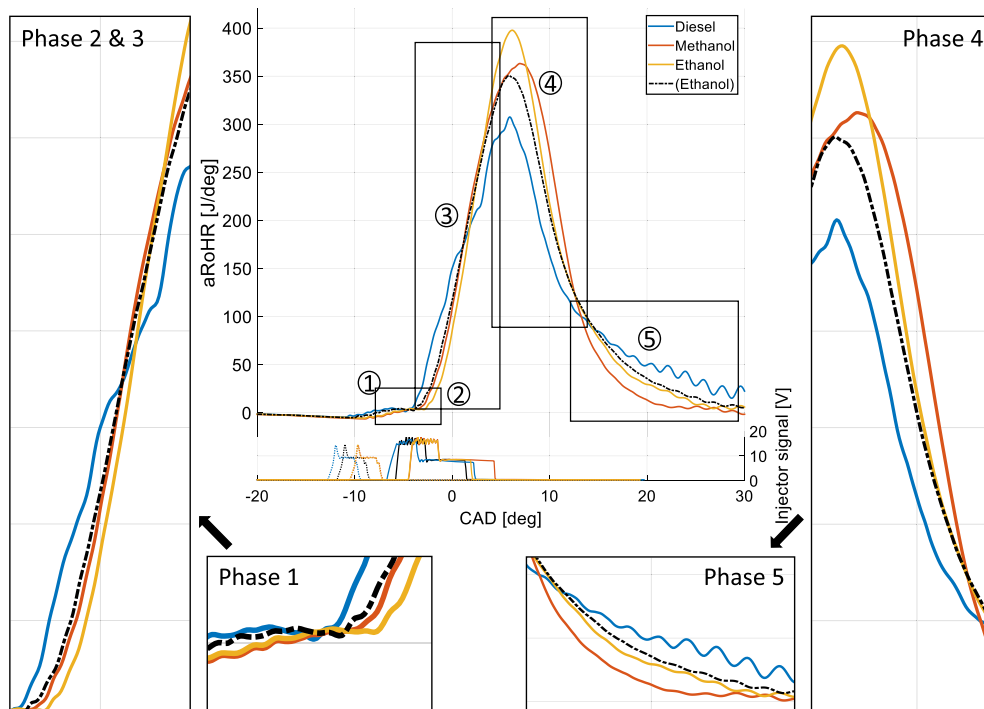 Phase 2 & 3
Phase 4
400
350
300
250
200
150
100
50
0
aRoHR [J/deg]
Diesel
Methanol
Ethanol
(Ethanol)
①
②
③
④
⑤
20
10
0
Injector signal [V]
-20
-10
0
10
20
30
CAD [deg]
Phase 1
Phase 5